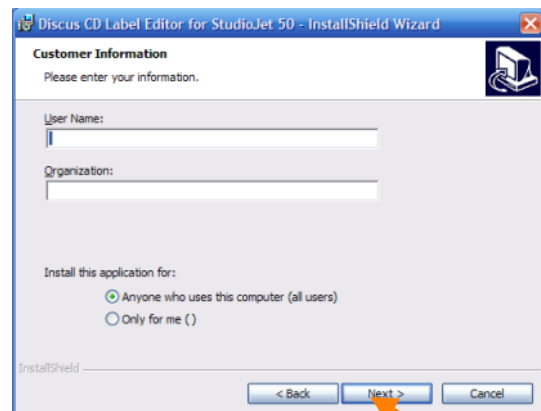 Discus CD Label Editor for StudioJet 50 - InstallShield Wizard
Customer Information
Please enter your information.
User Name:
Organization:
Install this application for:
Anyone who uses this computer (all users)
Only for me ()
InstallShield
< Back Next > Cancel